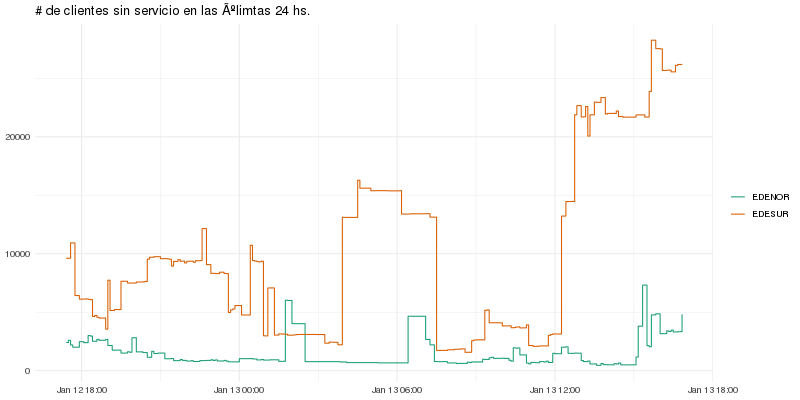 # de clientes sin servicio en las Ãºlimtas 24 hs.
20000
10000
0
Jan 12 18:00
Jan 13 00:00
Jan 13 06:00
Jan 13 12:00
Jan 13 18:00
EDENOR
EDESUR